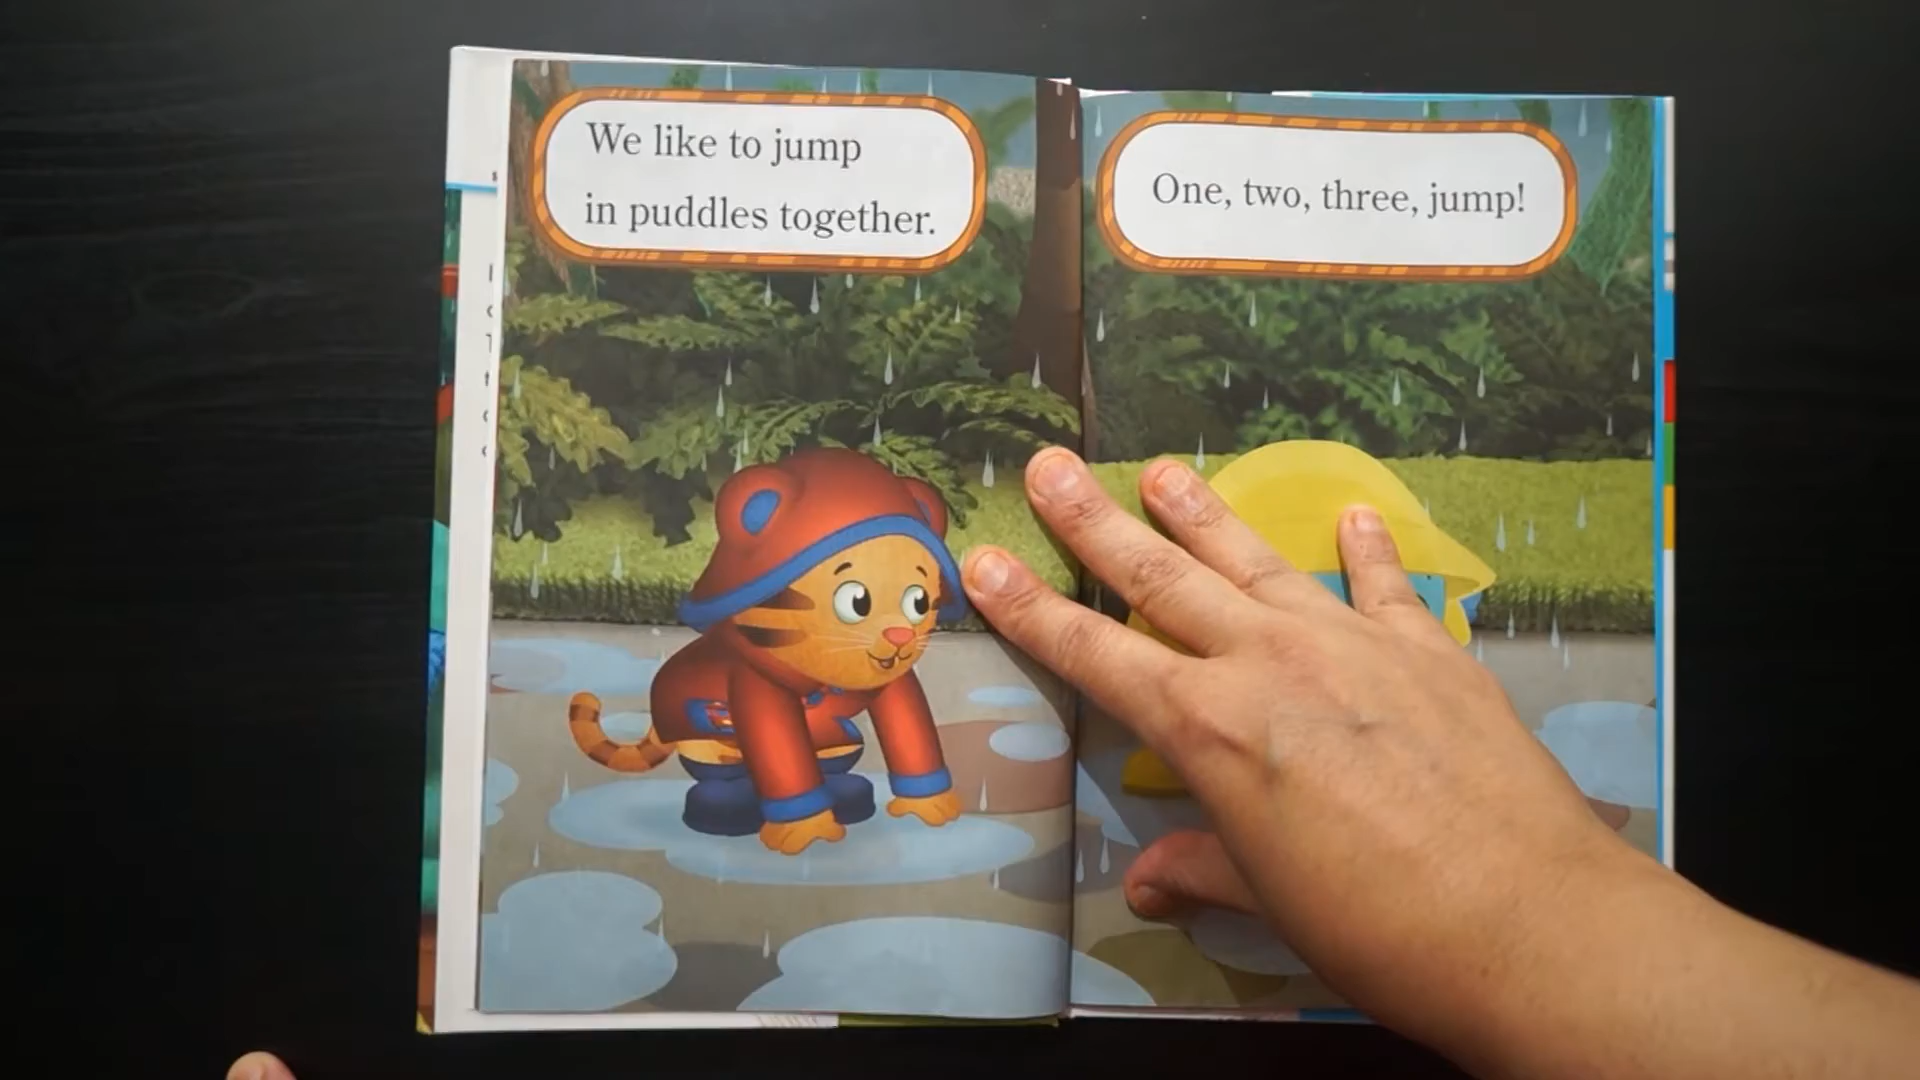 We like to jump
in puddles together.
One, two, three, jump!